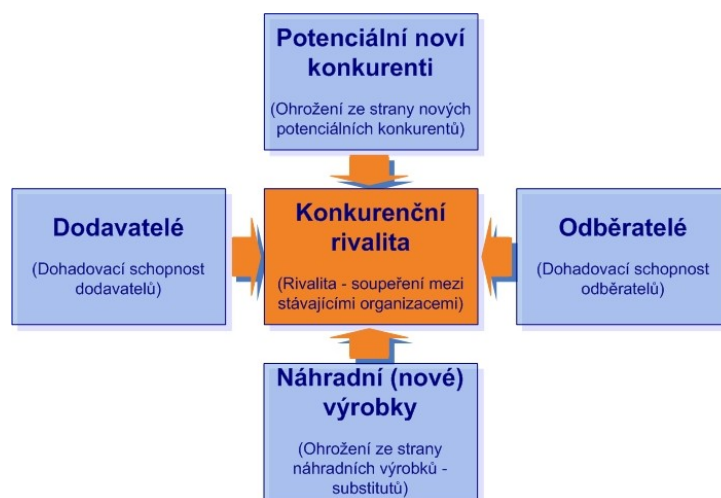 Potenciální noví
konkurenti
(Ohrožení ze strany nových
potenciálních konkurentů)
Dodavatelé
(Dohadovací schopnost
dodavatelů)
Konkurenční
rivalita
(Rivalita - soupeření mezi
stávajícími organizacemi)
Odběratelé
(Dohadovací schopnost
odběratelů)
Náhradní (nové)
výrobky
(Ohrožení ze strany
náhradních výrobků -
substitutů)